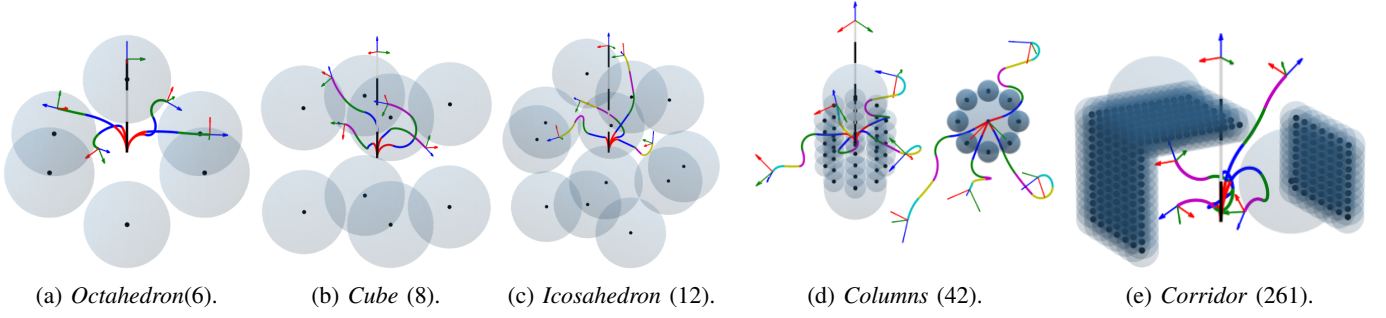 (a) Octahedron(6).
(b) Cube (8).
(c) Icosahedron (12).
(d) Columns (42).
(e) Corridor (261).